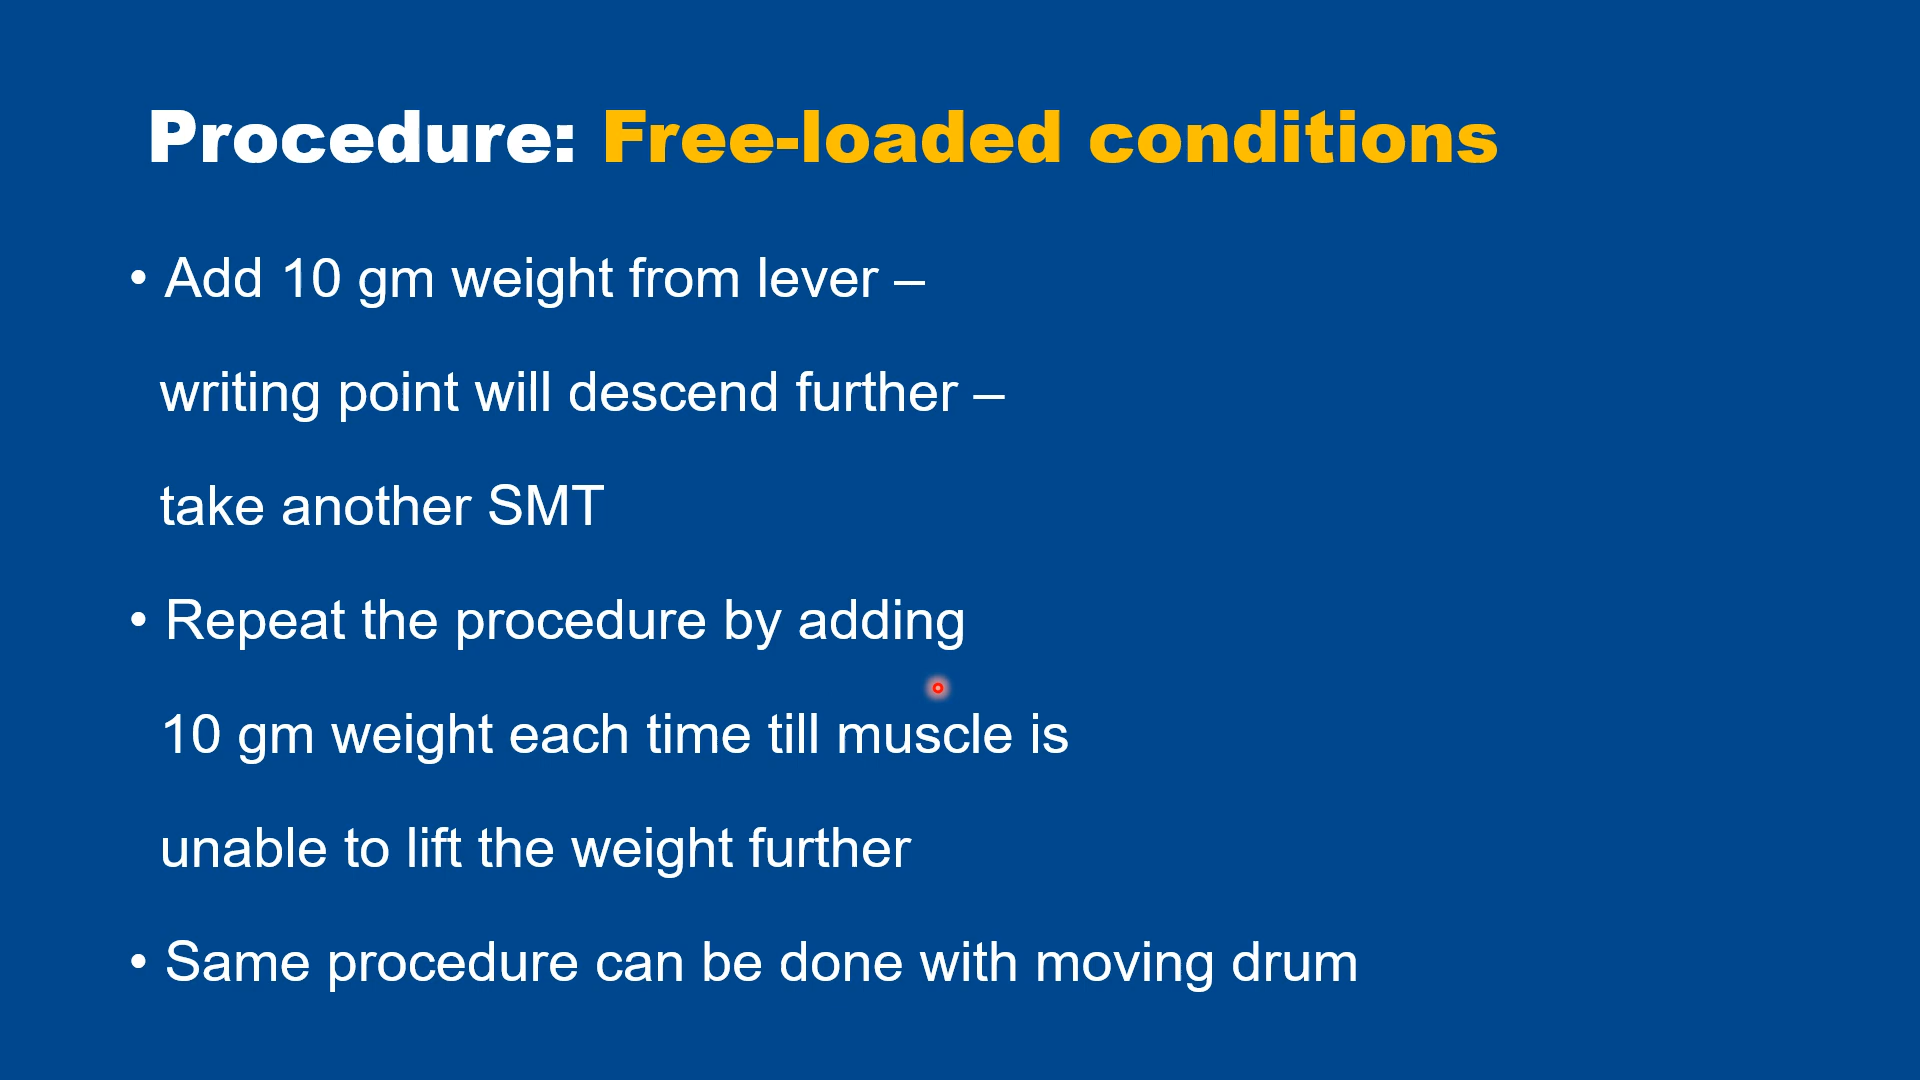 Procedure: Free-loaded conditions
• Add 10 gm weight from lever –
writing point will descend further –
take another SMT
• Repeat the procedure by adding
10 gm weight each time till muscle is
unable to lift the weight further
• Same procedure can be done with moving drum